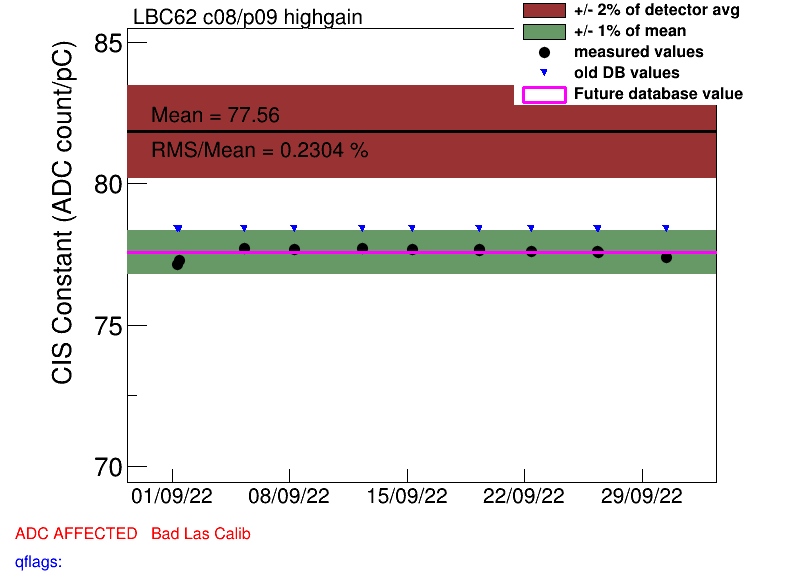 LBC62 c08/p09 highgain
+/- 2% of detector avg
+/- 1% of mean
measured values
old DB values
Future database value
CIS Constant (ADC count/pC)
85
80
75
70
Mean = 77.56
RMS/Mean = 0.2304 %
01/09/22 08/09/22 15/09/22 22/09/22 29/09/22
ADC AFFECTED Bad Las Calib
qflags: